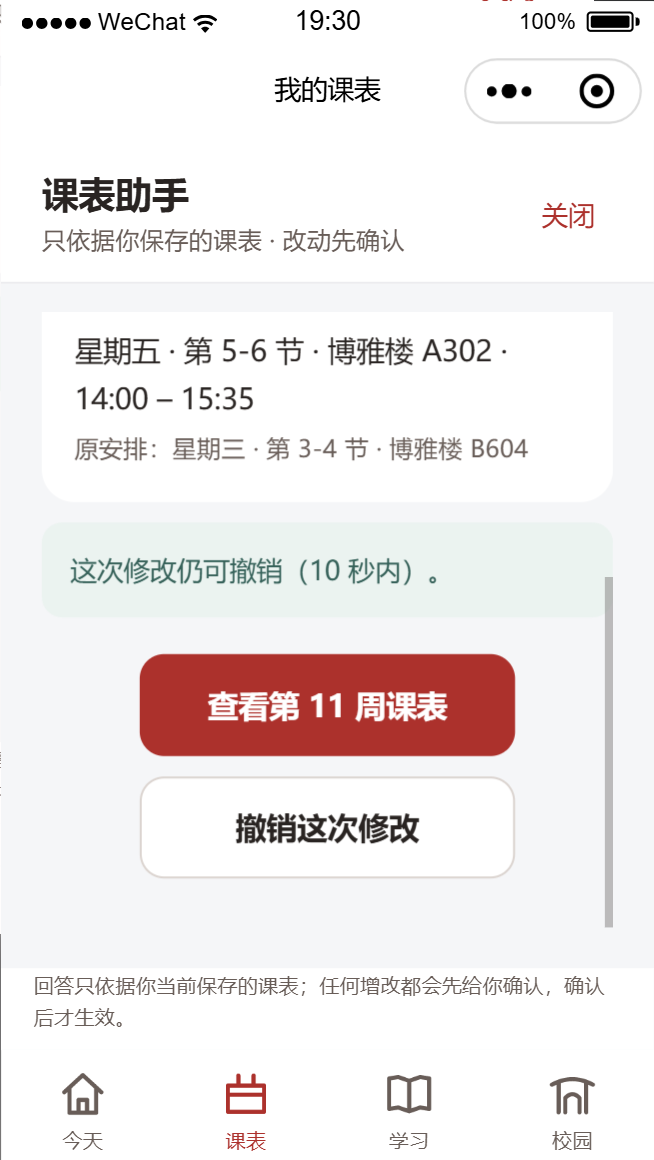 WeChat 19:30 100%
我的课表
课表助手
只依据你保存的课表 · 改动先确认
关闭
星期五 · 第 5-6 节 · 博雅楼 A302 ·
14:00 – 15:35
原安排：星期三 · 第 3-4 节 · 博雅楼 B604
这次修改仍可撤销（10 秒内）。
查看第 11 周课表
撤销这次修改
回答只依据你当前保存的课表；任何增改都会先给你确认，确认
后才生效。
今天 课表 学习 校园